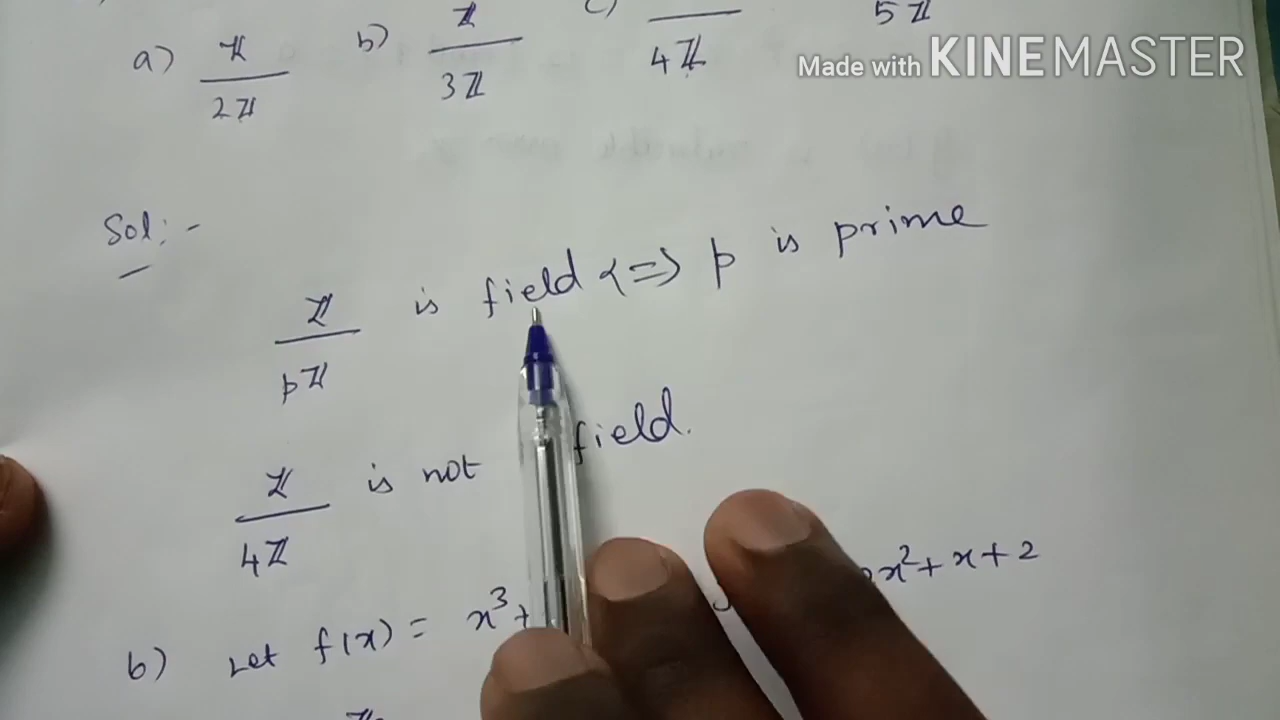 a) ℤ/2ℤ b) ℤ/3ℤ c) /4ℤ 5ℤ
Made with KINEMASTER
Sol:-
ℤ/pℤ is field <=> p is prime
ℤ/4ℤ is not field.
b) Let f(x) = x³+ x²+x+2